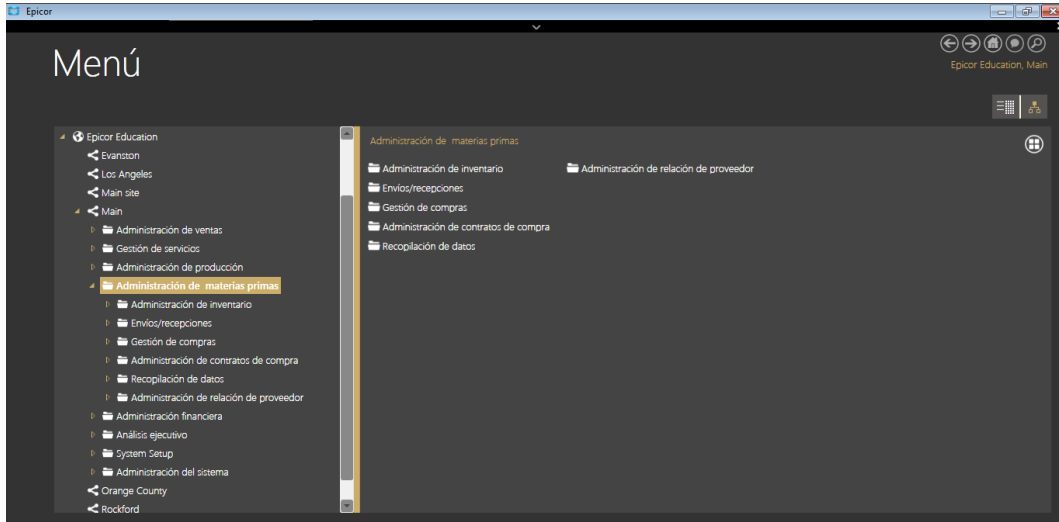 Epicor
Menú
Epicor Education, Main
Epicor Education
Evanston
Los Angeles
Main site
Main
Administración de ventas
Gestión de servicios
Administración de producción
Administración de materias primas
Administración de inventario
Envíos/recepciones
Gestión de compras
Administración de contratos de compra
Recopilación de datos
Administración de relación de proveedor
Administración financiera
Análisis ejecutivo
System Setup
Administración del sistema
Orange County
Rockford
Administración de materias primas
Administración de inventario
Administración de relación de proveedor
Envíos/recepciones
Gestión de compras
Administración de contratos de compra
Recopilación de datos